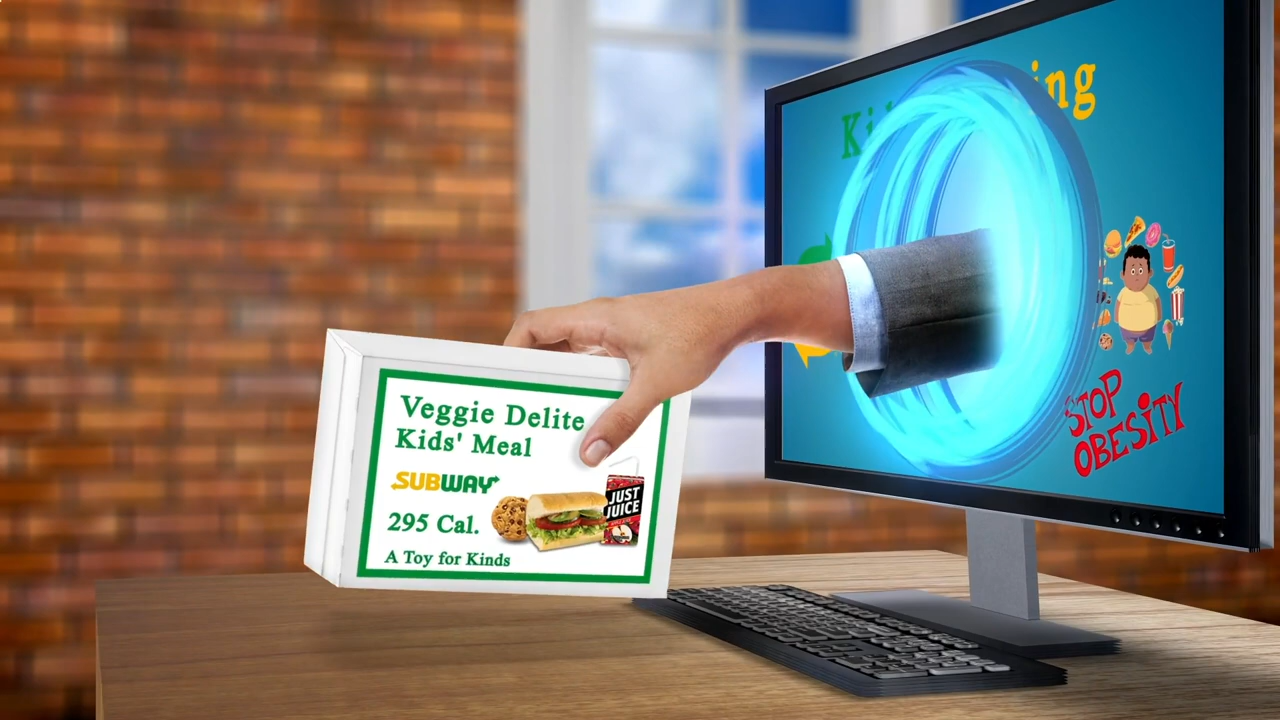 Veggie Delite
Kids' Meal
SUBWAY
295 Cal.
A Toy for Kinds
JUST
JUICE
STOP
OBESITY